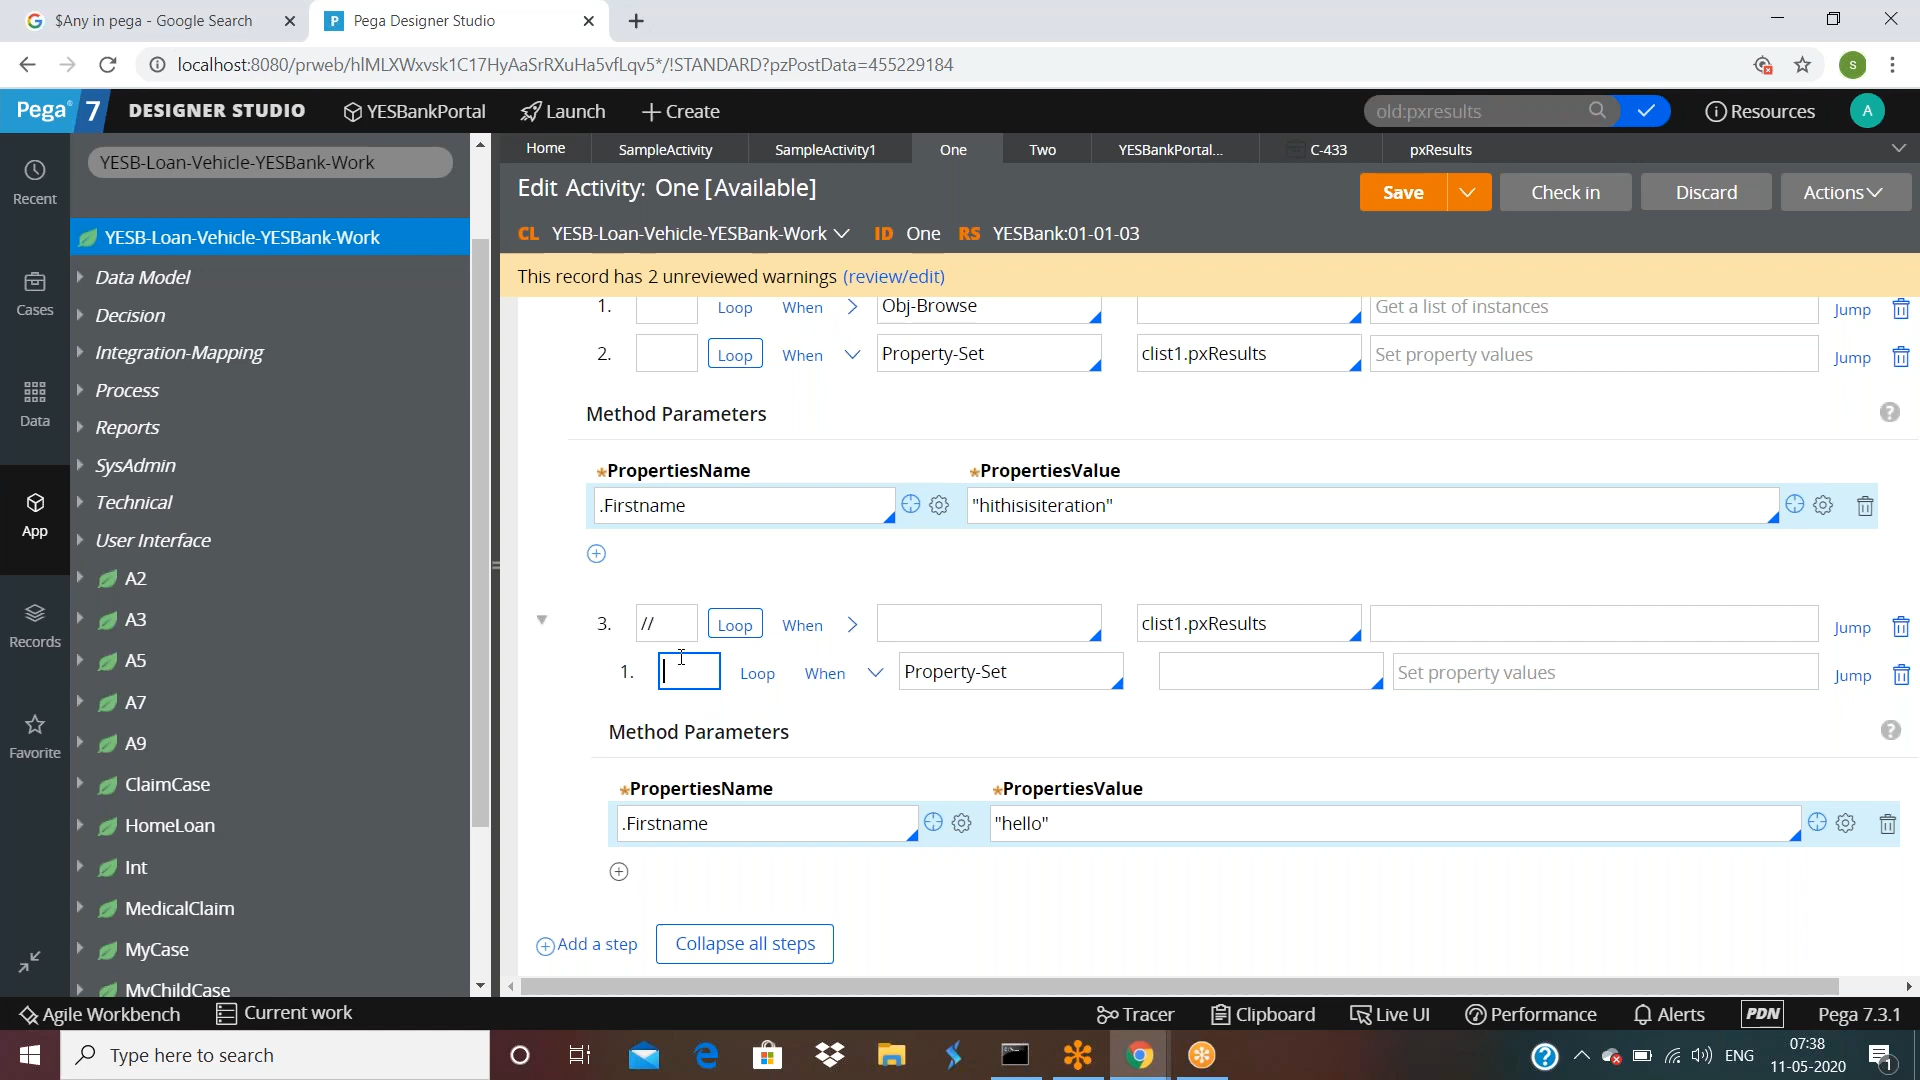 $Any in pega - Google Search
P Pega Designer Studio
localhost:8080/prweb/hIMLXWxvsk1C17HyAaSrRXuHa5vfLqv5*/!STANDARD?pzPostData=455229184
S
Pega 7 DESIGNER STUDIO YESBankPortal Launch Create old:pxresults Resources A
Recent
Cases
Data
App
Records
Favorite
YESB-Loan-Vehicle-YESBank-Work
YESB-Loan-Vehicle-YESBank-Work
Data Model
Decision
Integration-Mapping
Process
Reports
SysAdmin
Technical
User Interface
A2
A3
A5
A7
A9
ClaimCase
HomeLoan
Int
MedicalClaim
MyCase
MyChildCase
Home SampleActivity SampleActivity1 One Two YESBankPortal... C-433 pxResults
Edit Activity: One [Available] Save Check in Discard Actions
CL YESB-Loan-Vehicle-YESBank-Work ID One RS YESBank:01-01-03
This record has 2 unreviewed warnings (review/edit)
1. Loop When Obj-Browse Get a list of instances Jump
2. Loop When Property-Set clist1.pxResults Set property values Jump
Method Parameters ?
*PropertiesName *PropertiesValue
.Firstname "hithisisiteration"
3. // Loop When clist1.pxResults Jump
1. Loop When Property-Set Set property values Jump
Method Parameters ?
*PropertiesName *PropertiesValue
.Firstname "hello"
Add a step Collapse all steps
Agile Workbench Current work Tracer Clipboard Live UI Performance Alerts PDN Pega 7.3.1
Type here to search
? ENG
07:38
11-05-2020
1